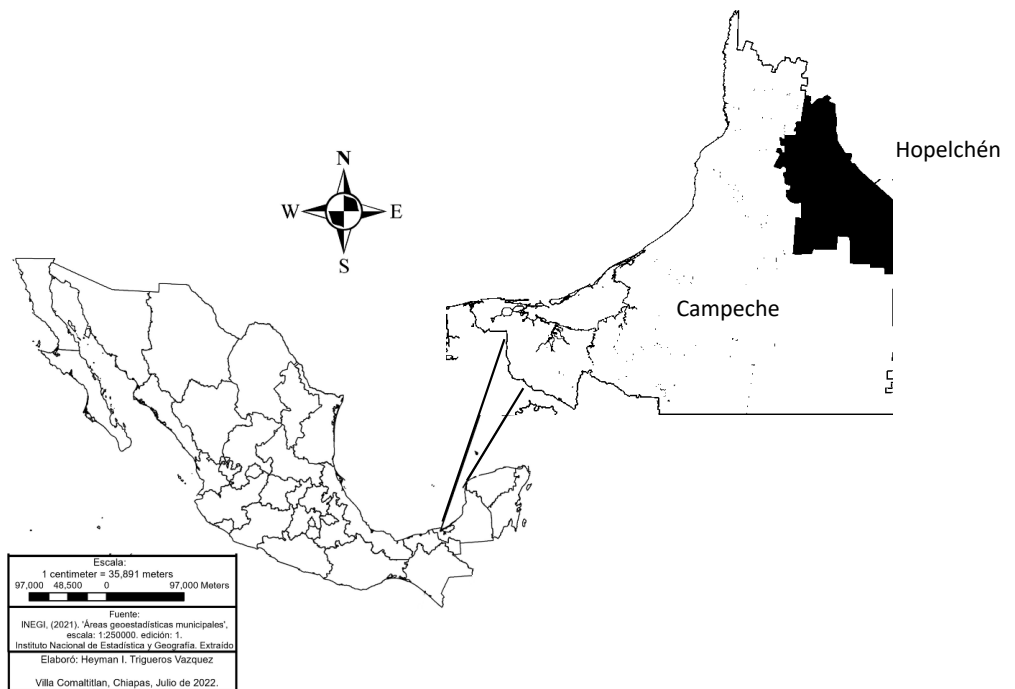 Hopelchén
N
W
E
S
Campeche
Escala:
1 centimeter = 35,891 meters
97,000 48,500 0 97,000 Meters
Fuente:
INEGI, (2021). 'Áreas geoestadísticas municipales',
escala: 1:250000. edición: 1.
Instituto Nacional de Estadística y Geografía. Extraído
Elaboró: Heyman I. Trigueros Vazquez
Villa Comaltitlan, Chiapas, Julio de 2022.